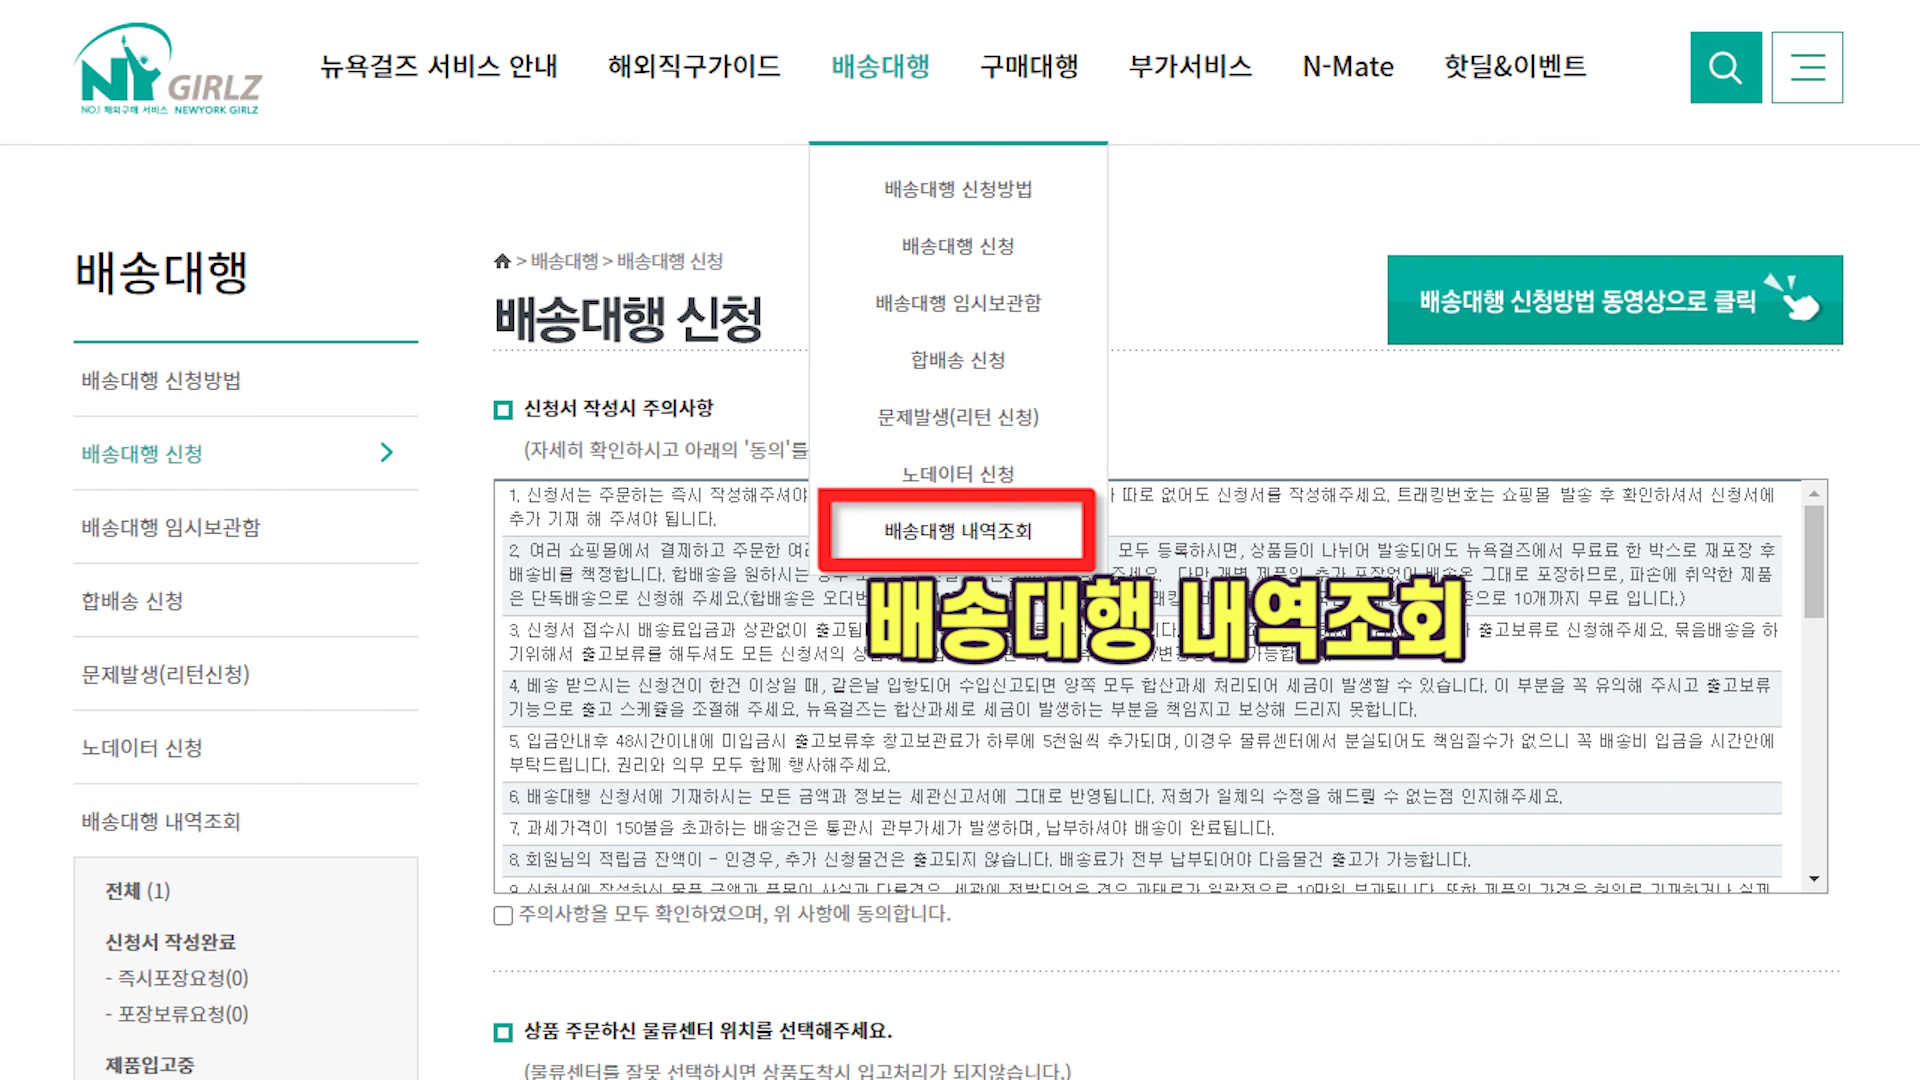 NY GIRLZ
NO.1 해외구매 서비스 NEWYORK GIRLZ
뉴욕걸즈 서비스 안내
해외직구가이드
배송대행
구매대행
부가서비스
N-Mate
핫딜&이벤트
배송대행 신청방법
배송대행 신청
배송대행 임시보관함
합배송 신청
문제발생(리턴 신청)
노데이터 신청
배송대행 내역조회
배송대행 내역조회
배송대행
배송대행 신청방법
배송대행 신청
배송대행 임시보관함
합배송 신청
문제발생(리턴신청)
노데이터 신청
배송대행 내역조회
전체 (1)
신청서 작성완료
- 즉시포장요청(0)
- 포장보류요청(0)
제품입고중
> 배송대행 > 배송대행 신청
배송대행 신청
배송대행 신청방법 동영상으로 클릭
신청서 작성시 주의사항
(자세히 확인하시고 아래의 '동의'를
1. 신청서는 주문하는 즉시 작성해주셔야 따로 없어도 신청서를 작성해주세요. 트래킹번호는 쇼핑몰 발송 후 확인하셔서 신청서에
추가 기재 해 주셔야 됩니다.
2. 여러 쇼핑몰에서 결제하고 주문한 모두 등록하시면, 상품들이 나뉘어 발송되어도 뉴욕걸즈에서 무료로 한 박스로 재포장 후
배송비를 책정합니다. 합배송을 원하시는 주세요. 다만 개별 제품의 추가 포장없이 배송온 그대로 포장하므로, 파손에 취약한 제품
은 단독배송으로 신청해 주세요.(합배송은 으로 10개까지 무료 입니다.)
3. 신청서 접수시 배송료입금과 상관없이 출고보류로 신청해주세요. 묶음배송을 하
기위해서 출고보류를 해두셔도 모든 신청서의
4. 배송 받으시는 신청건이 한건 이상일 때, 같은날 입항되어 수입신고되면 양쪽 모두 합산과세 처리되어 세금이 발생할 수 있습니다. 이 부분을 꼭 유의해 주시고 출고보류
기능으로 출고 스케쥴을 조절해 주세요. 뉴욕걸즈는 합산과세로 세금이 발생하는 부분을 책임지고 보상해 드리지 못합니다.
5. 입금안내후 48시간이내에 미입금시 출고보류후 창고보관료가 하루에 5천원씩 추가되며, 이경우 물류센터에서 분실되어도 책임질수가 없으니 꼭 배송비 입금을 시간안에
부탁드립니다. 권리와 의무 모두 함께 행사해주세요.
6. 배송대행 신청서에 기재하시는 모든 금액과 정보는 세관신고서에 그대로 반영됩니다. 저희가 일체의 수정을 해드릴 수 없는점 인지해주세요.
7. 과세가격이 150불을 초과하는 배송건은 통관시 관부가세가 발생하며, 납부하셔야 배송이 완료됩니다.
8. 회원님의 적립금 잔액이 - 인경우, 추가 신청물건은 출고되지 않습니다. 배송료가 전부 납부되어야 다음물건 출고가 가능합니다.
주의사항을 모두 확인하였으며, 위 사항에 동의합니다.
상품 주문하신 물류센터 위치를 선택해주세요.
(물류센터를 잘못 선택하시면 상품도착시 입고처리가 되지않습니다.)